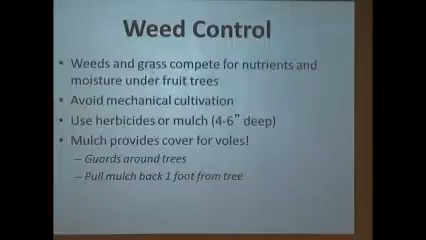 Weed Control
• Weeds and grass compete for nutrients and
moisture under fruit trees
• Avoid mechanical cultivation
• Use herbicides or mulch (4-6" deep)
• Mulch provides cover for voles!
– Guards around trees
– Pull mulch back 1 foot from tree